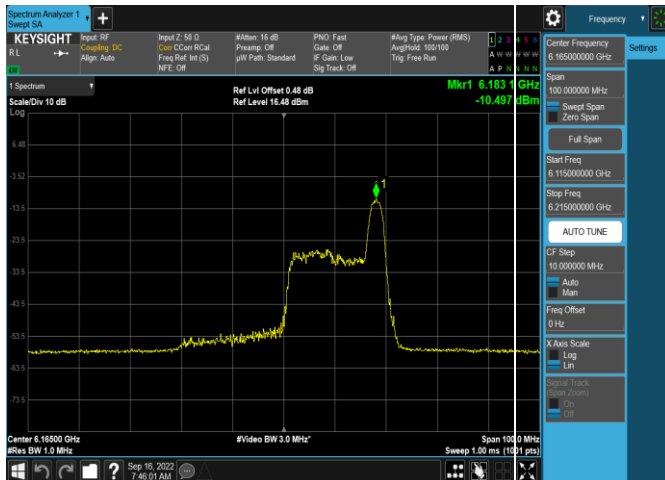 Spectrum Analyzer 1
Swept SA
+
Frequency
KEYSIGHT
RL
Input: RF
Coupling: DC
Align: Auto
Input Z: 50 Ω
Corr CCorr RCal
Freq Ref: Int (S)
NFE: Off
#Atten: 16 dB
Preamp: Off
µW Path: Standard
PNO: Fast
Gate: Off
IF Gain: Low
Sig Track: Off
#Avg Type: Power (RMS)
Avg|Hold: 100/100
Trig: Free Run
1 2 3 4 5 6
A W W W W W
A P N N N N
Center Frequency
6.165000000 GHz
Settings
Span
100.000000 MHz
Swept Span
Zero Span
Full Span
Start Freq
6.115000000 GHz
Stop Freq
6.215000000 GHz
AUTO TUNE
CF Step
10.000000 MHz
Auto
Man
Freq Offset
0 Hz
X Axis Scale
Log
Lin
Signal Track
(Span Zoom)
On
Off
1 Spectrum
Scale/Div 10 dB
Log
Ref Lvl Offset 0.48 dB
Ref Level 16.48 dBm
Mkr1 6.183 1 GHz
-10.497 dBm
6.48
-3.52
-13.5
-23.5
-33.5
-43.5
-53.5
-63.5
-73.5
1
Center 6.16500 GHz
#Res BW 1.0 MHz
#Video BW 3.0 MHz*
Span 100.0 MHz
Sweep 1.00 ms (1001 pts)
?
Sep 16, 2022
7:46:01 AM